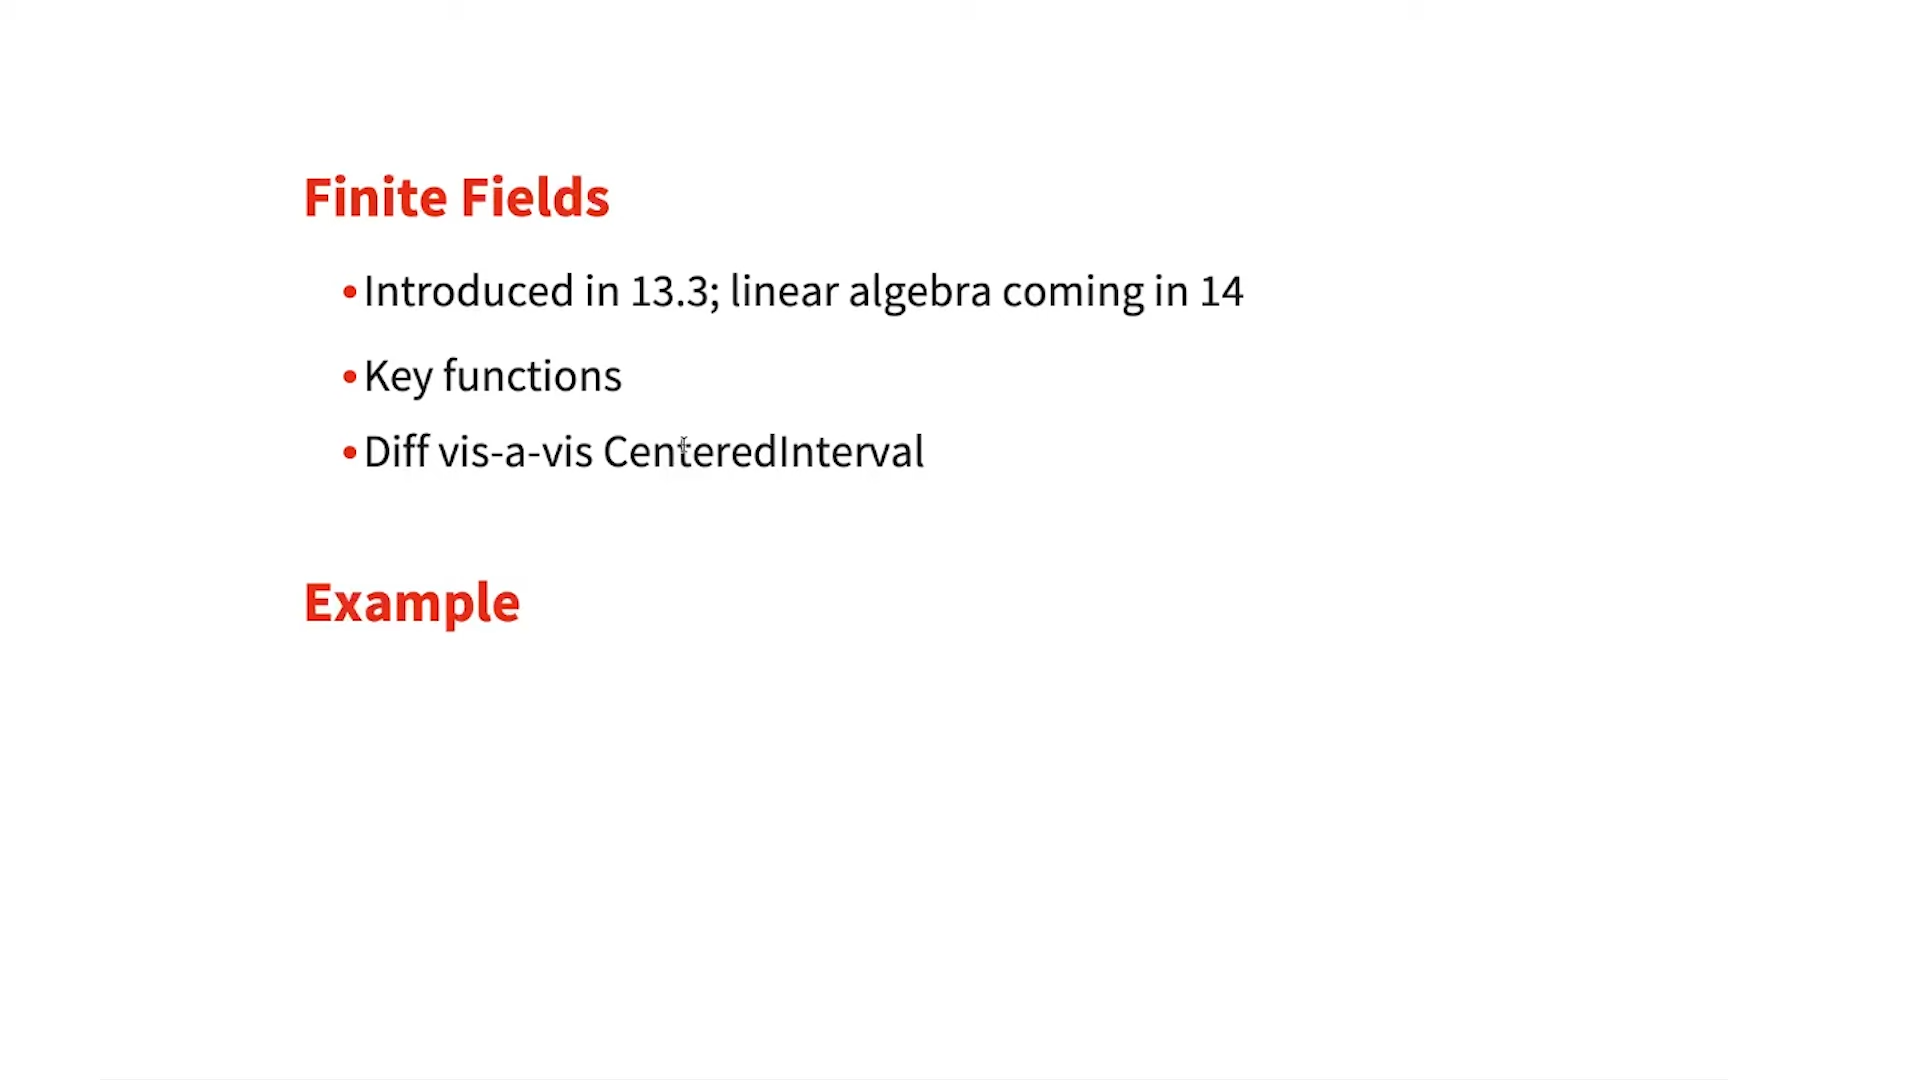 Finite Fields
•Introduced in 13.3; linear algebra coming in 14
•Key functions
•Diff vis-a-vis CenteredInterval
Example